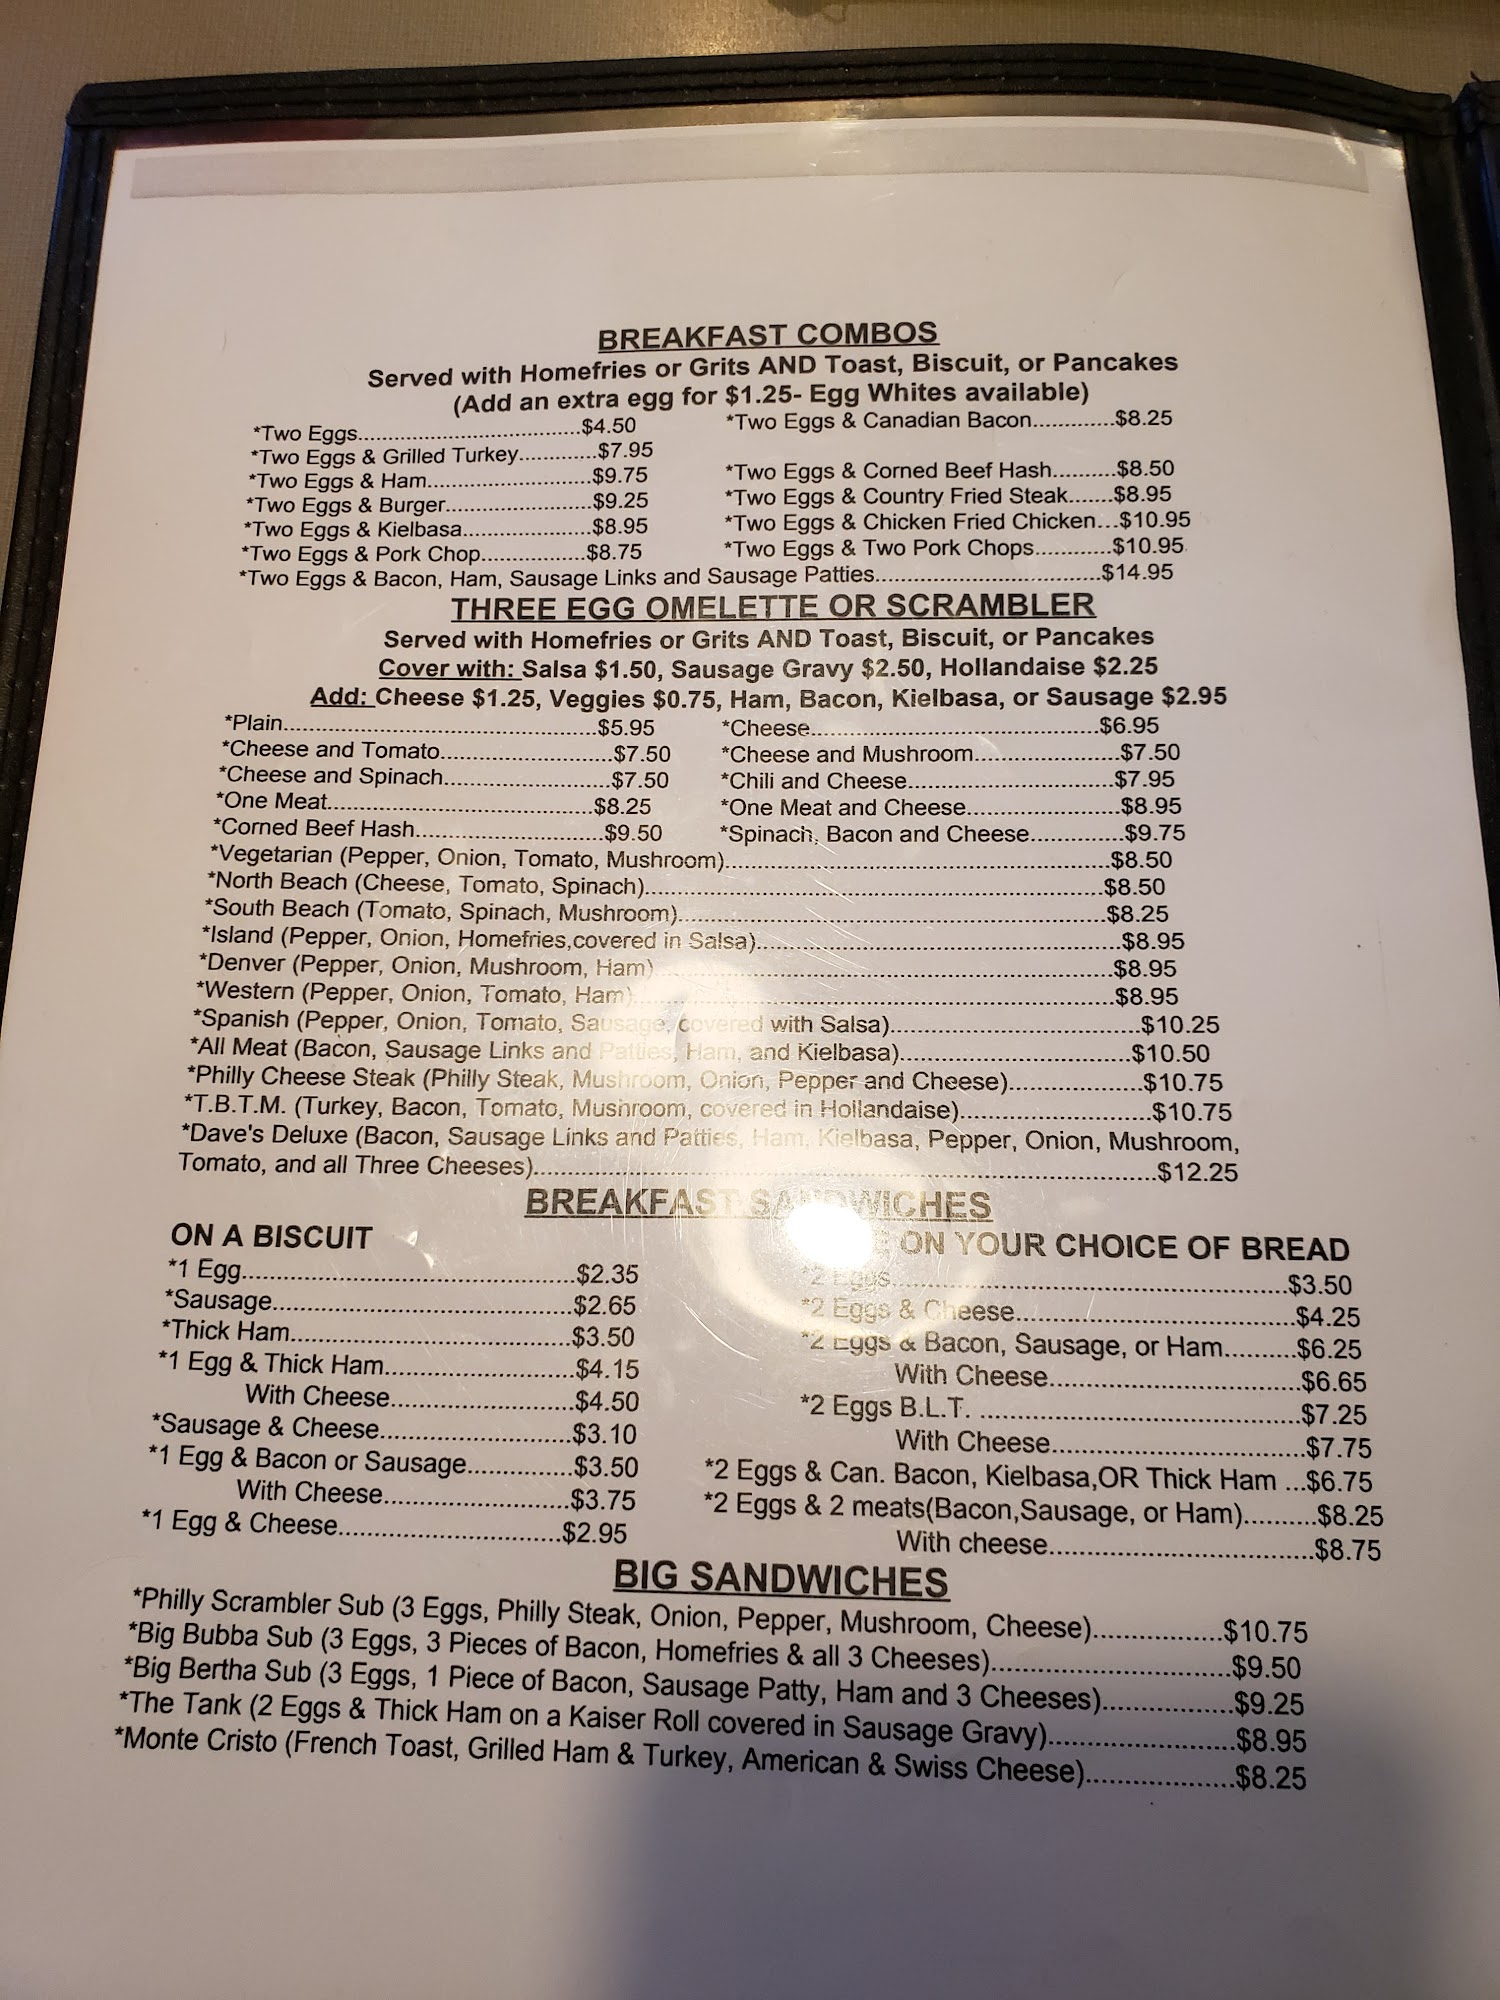 BREAKFAST COMBOS
Served with Homefries or Grits AND Toast, Biscuit, or Pancakes
(Add an extra egg for $1.25- Egg Whites available)
*Two Eggs....................................$4.50
*Two Eggs & Grilled Turkey.............$7.95
*Two Eggs & Ham...........................$9.75
*Two Eggs & Burger........................$9.25
*Two Eggs & Kielbasa.....................$8.95
*Two Eggs & Pork Chop.................$8.75
*Two Eggs & Canadian Bacon.............$8.25
*Two Eggs & Corned Beef Hash..........$8.50
*Two Eggs & Country Fried Steak.......$8.95
*Two Eggs & Chicken Fried Chicken...$10.95
*Two Eggs & Two Pork Chops............$10.95
*Two Eggs & Bacon, Ham, Sausage Links and Sausage Patties.....................................$14.95
THREE EGG OMELETTE OR SCRAMBLER
Served with Homefries or Grits AND Toast, Biscuit, or Pancakes
Cover with: Salsa $1.50, Sausage Gravy $2.50, Hollandaise $2.25
Add: Cheese $1.25, Veggies $0.75, Ham, Bacon, Kielbasa, or Sausage $2.95
*Plain..................................................$5.95
*Cheese and Tomato............................$7.50
*Cheese and Spinach...........................$7.50
*One Meat...........................................$8.25
*Corned Beef Hash..............................$9.50
*Cheese..............................................$6.95
*Cheese and Mushroom.......................$7.50
*Chili and Cheese.................................$7.95
*One Meat and Cheese.........................$8.95
*Spinach, Bacon and Cheese...............$9.75
*Vegetarian (Pepper, Onion, Tomato, Mushroom)..............................................................$8.50
*North Beach (Cheese, Tomato, Spinach)..........................................................................$8.50
*South Beach (Tomato, Spinach, Mushroom)....................................................................$8.25
*Island (Pepper, Onion, Homefries,covered in Salsa)..........................................................$8.95
*Denver (Pepper, Onion, Mushroom, Ham)..........................................................................$8.95
*Western (Pepper, Onion, Tomato, Ham).............................................................................$8.95
*Spanish (Pepper, Onion, Tomato, Sausage, covered with Salsa)........................................$10.25
*All Meat (Bacon, Sausage Links and Patties, Ham, and Kielbasa).....................................$10.50
*Philly Cheese Steak (Philly Steak, Mushroom, Onion, Pepper and Cheese).....................$10.75
*T.B.T.M. (Turkey, Bacon, Tomato, Mushroom, covered in Hollandaise)..............................$10.75
*Dave's Deluxe (Bacon, Sausage Links and Patties, Ham, Kielbasa, Pepper, Onion, Mushroom,
Tomato, and all Three Cheeses)....................................................................................................$12.25
BREAKFAST SANDWICHES
ON A BISCUIT
*1 Egg.................................................$2.35
*Sausage............................................$2.65
*Thick Ham.........................................$3.50
*1 Egg & Thick Ham............................$4.15
With Cheese...........................$4.50
*Sausage & Cheese............................$3.10
*1 Egg & Bacon or Sausage...............$3.50
With Cheese............................$3.75
*1 Egg & Cheese.................................$2.95
ON YOUR CHOICE OF BREAD
*2 Eggs..........................................................$3.50
*2 Eggs & Cheese.........................................$4.25
*2 Eggs & Bacon, Sausage, or Ham..........$6.25
With Cheese.....................................$6.65
*2 Eggs B.L.T. ...............................................$7.25
With Cheese.....................................$7.75
*2 Eggs & Can. Bacon, Kielbasa,OR Thick Ham ...$6.75
*2 Eggs & 2 meats(Bacon,Sausage, or Ham)..........$8.25
With cheese......................................$8.75
BIG SANDWICHES
*Philly Scrambler Sub (3 Eggs, Philly Steak, Onion, Pepper, Mushroom, Cheese).................$10.75
*Big Bubba Sub (3 Eggs, 3 Pieces of Bacon, Homefries & all 3 Cheeses)................................$9.50
*Big Bertha Sub (3 Eggs, 1 Piece of Bacon, Sausage Patty, Ham and 3 Cheeses).................$9.25
*The Tank (2 Eggs & Thick Ham on a Kaiser Roll covered in Sausage Gravy)........................$8.95
*Monte Cristo (French Toast, Grilled Ham & Turkey, American & Swiss Cheese)...................$8.25